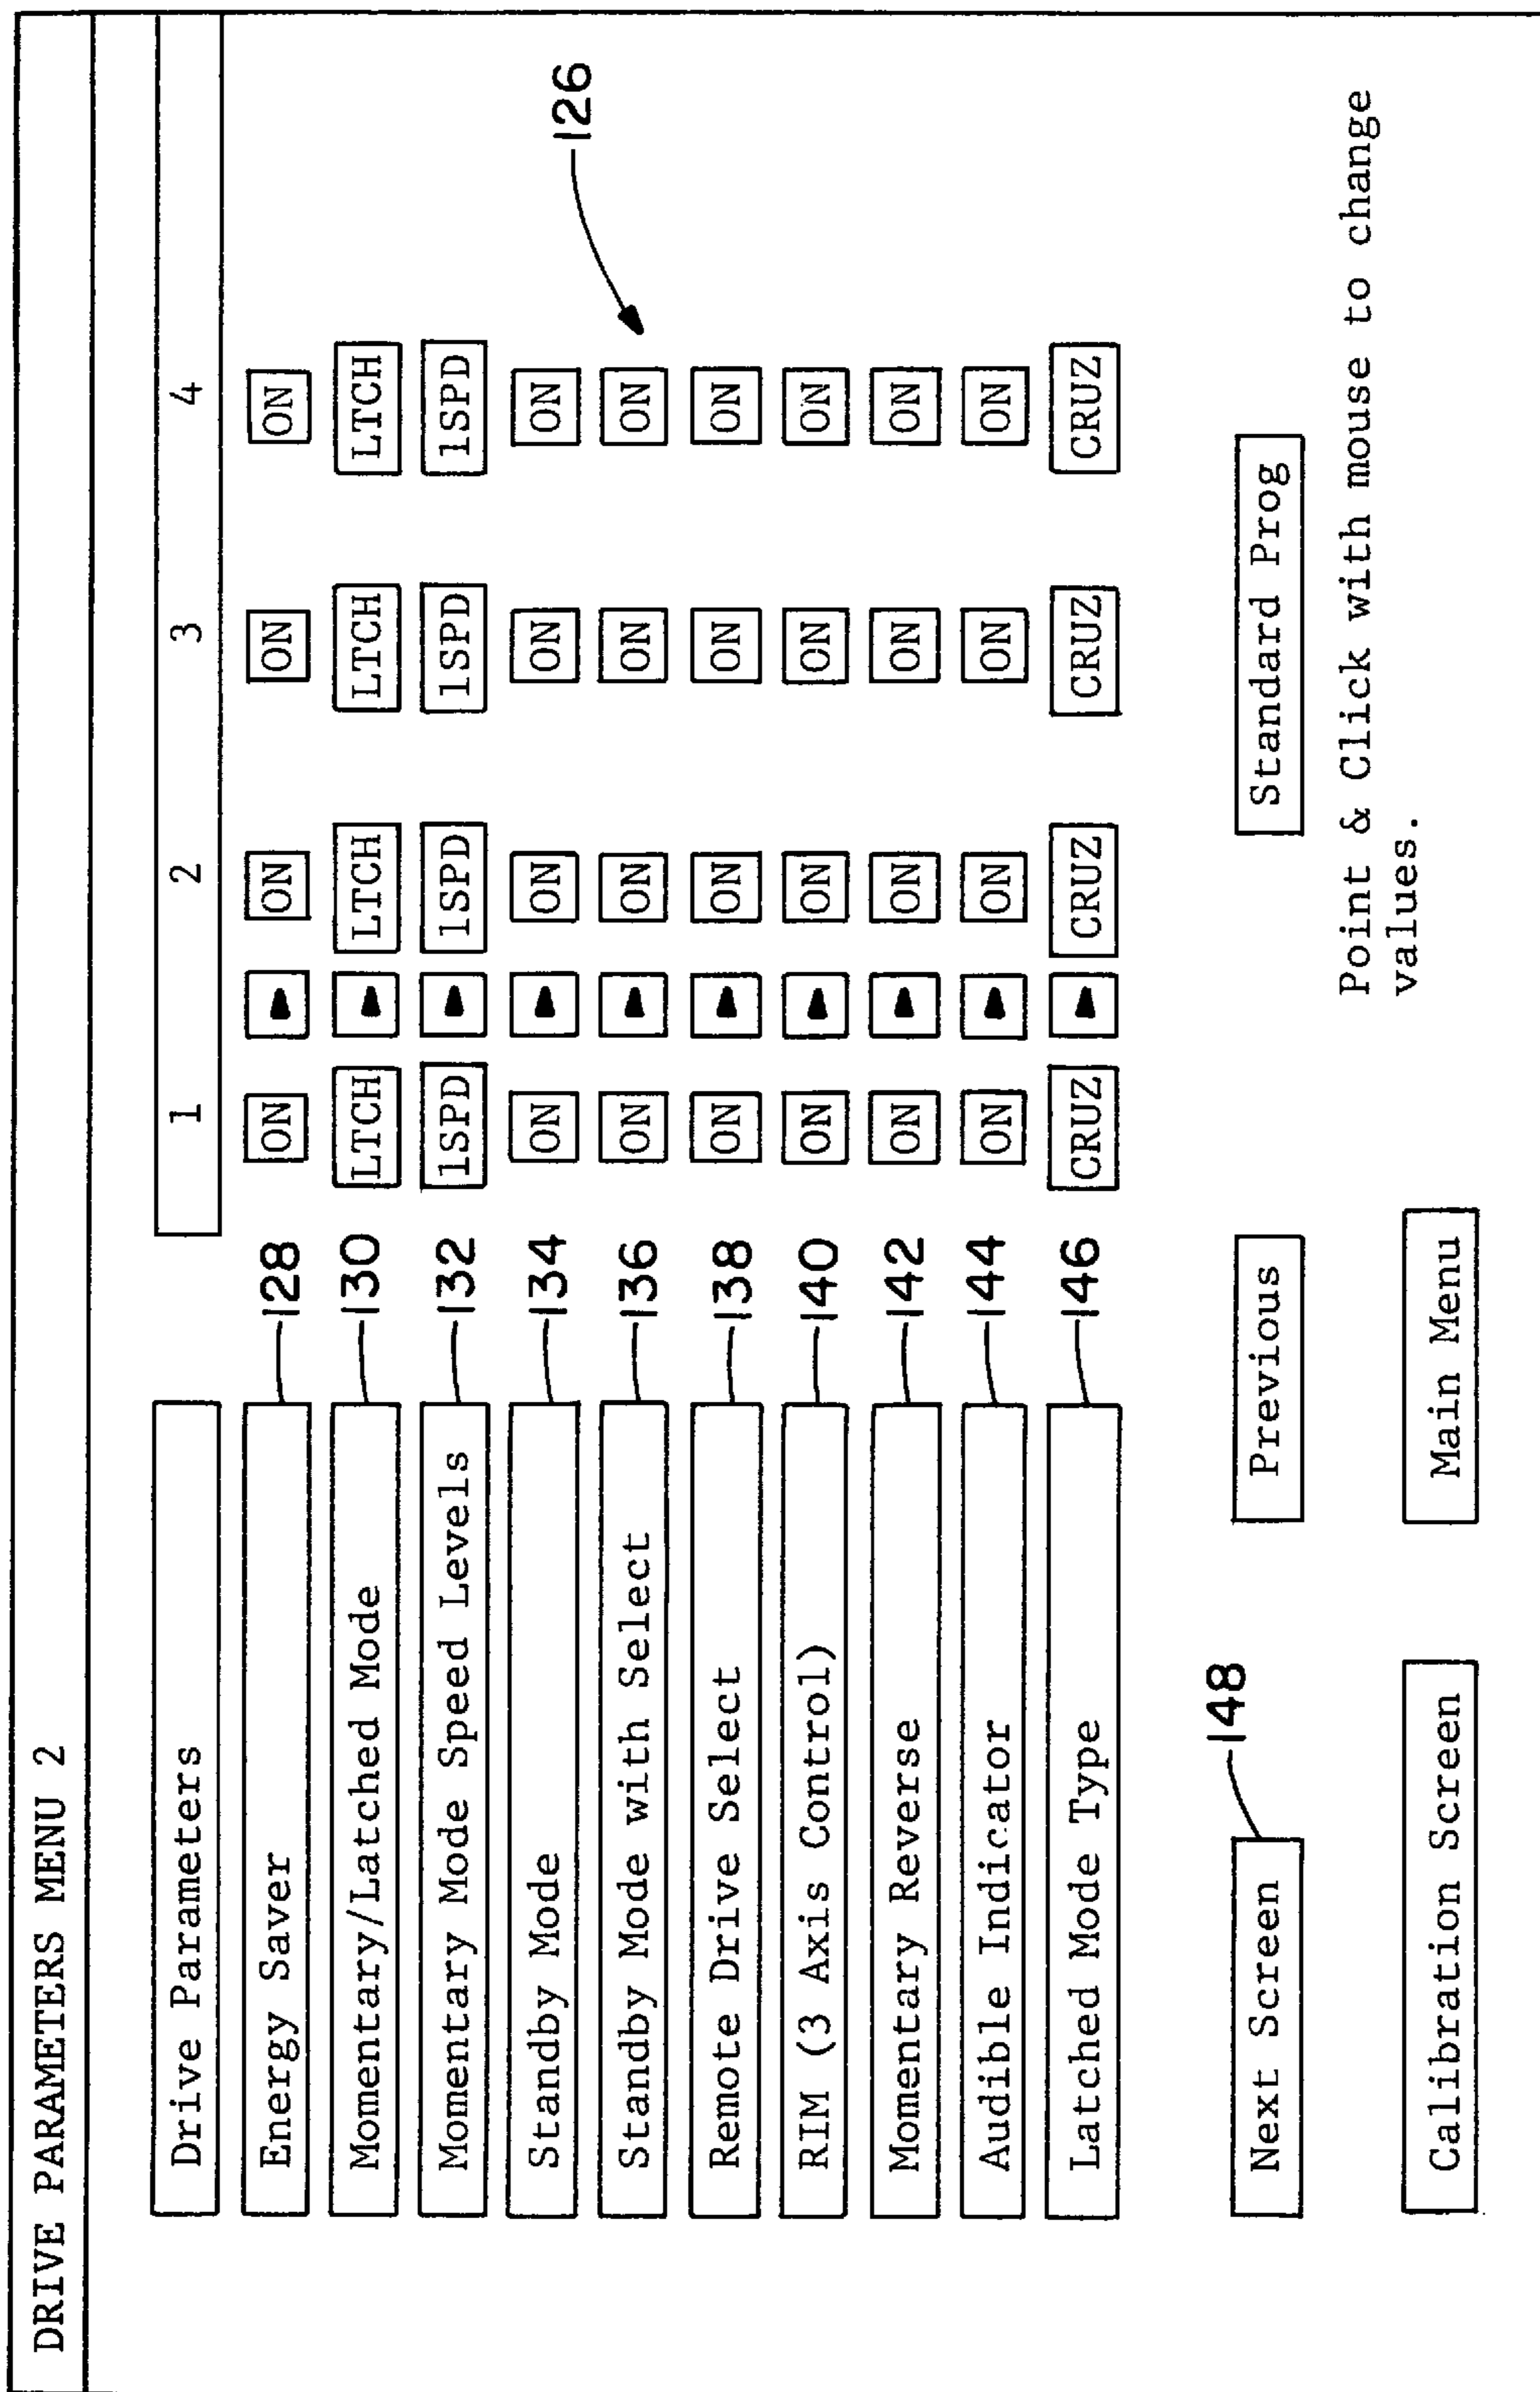 DRIVE PARAMETERS MENU 2
Drive Parameters 1 2 3 4
Energy Saver 128 ON ON ON ON
Momentary/Latched Mode 130 LTCH LTCH LTCH LTCH
Momentary Mode Speed Levels 132 1SPD 1SPD 1SPD 1SPD
Standby Mode 134 ON ON ON ON
Standby Mode with Select 136 ON ON ON ON
126
Remote Drive Select 138 ON ON ON ON
RIM (3 Axis Control) 140 ON ON ON ON
Momentary Reverse 142 ON ON ON ON
Audible Indicator 144 ON ON ON ON
Latched Mode Type 146 CRUZ CRUZ CRUZ CRUZ
148
Next Screen Previous Standard Prog
Calibration Screen Main Menu
Point & Click with mouse to change
values.